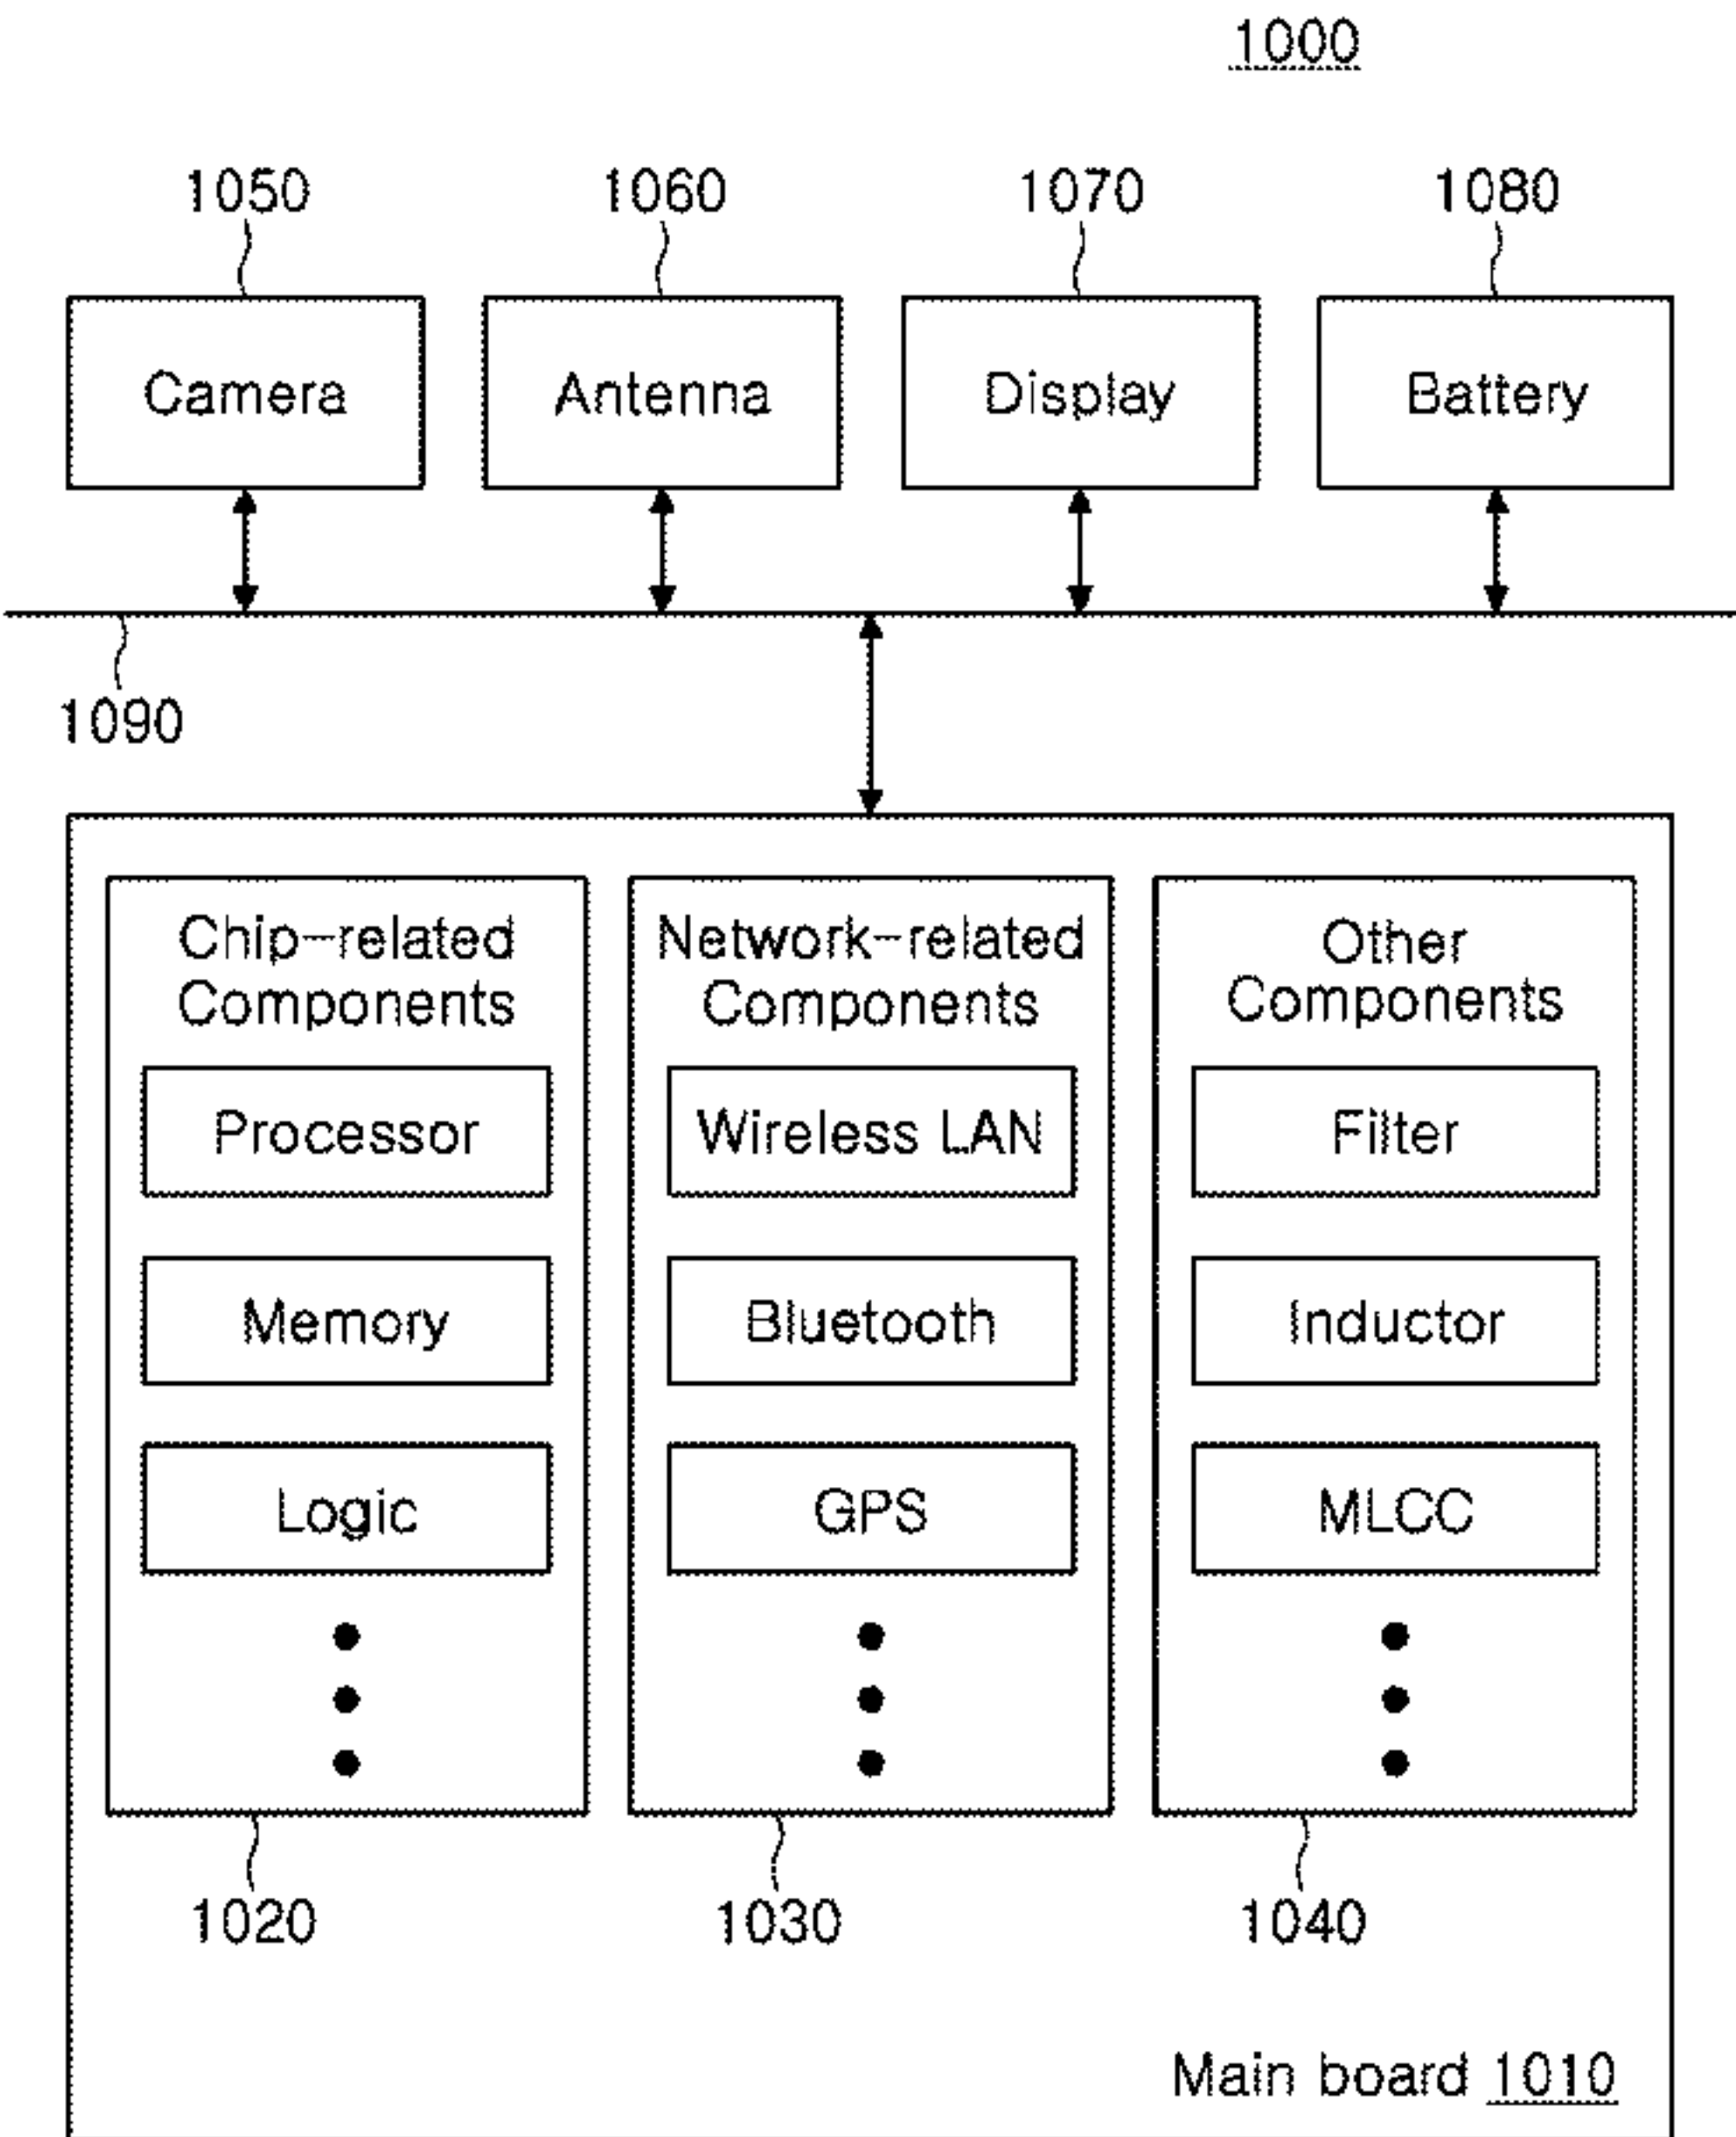 1000
1050 1060 1070 1080
Camera Antenna Display Battery
1090
Chip-related
Components
Processor
Memory
Logic
1020
Network-related
Components
Wireless LAN
Bluetooth
GPS
1030
Other
Components
Filter
Inductor
MLCC
1040
Main board 1010